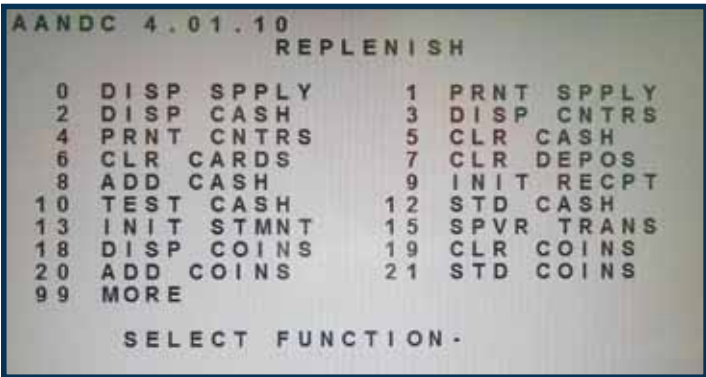 AANDC 4.01.10
REPLENISH
0 DISP SPPLY 1 PRNT SPPLY
2 DISP CASH 3 DISP CNTRS
4 PRNT CNTRS 5 CLR CASH
6 CLR CARDS 7 CLR DEPOS
8 ADD CASH 9 INIT RECPT
10 TEST CASH 12 STD CASH
13 INIT STMNT 15 SPVR TRANS
18 DISP COINS 19 CLR COINS
20 ADD COINS 21 STD COINS
99 MORE
SELECT FUNCTION-